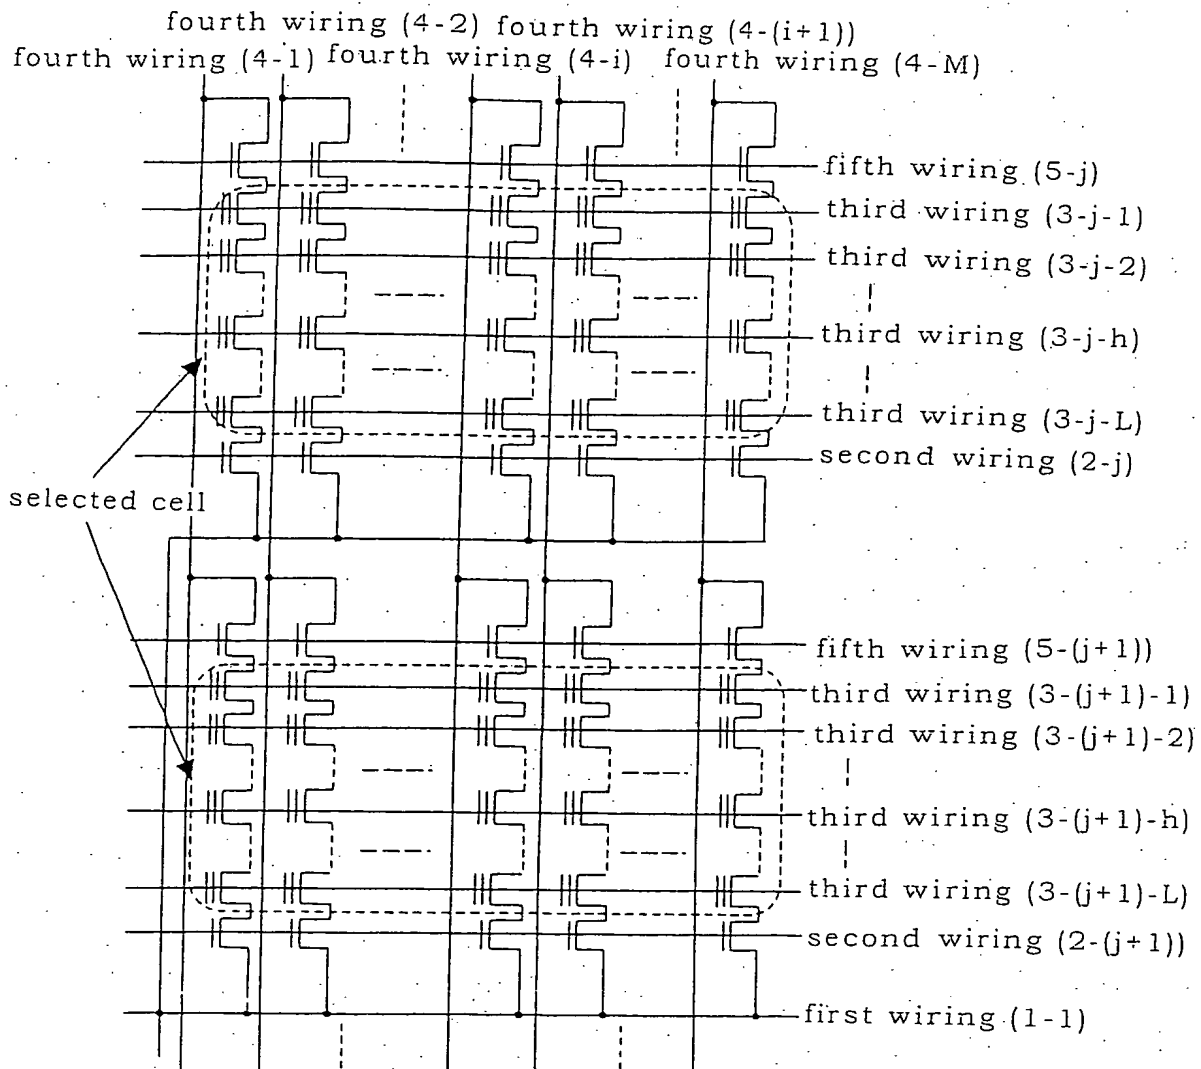 fourth wiring (4-2) fourth wiring (4-(i+1))
fourth wiring (4-1) fourth wiring (4-i) fourth wiring (4-M)
fifth wiring (5-j)
third wiring (3-j-1)
third wiring (3-j-2)
third wiring (3-j-h)
third wiring (3-j-L)
second wiring (2-j)
selected cell
fifth wiring (5-(j+1))
third wiring (3-(j+1)-1)
third wiring (3-(j+1)-2)
third wiring (3-(j+1)-h)
third wiring (3-(j+1)-L)
second wiring (2-(j+1))
first wiring (1-1)